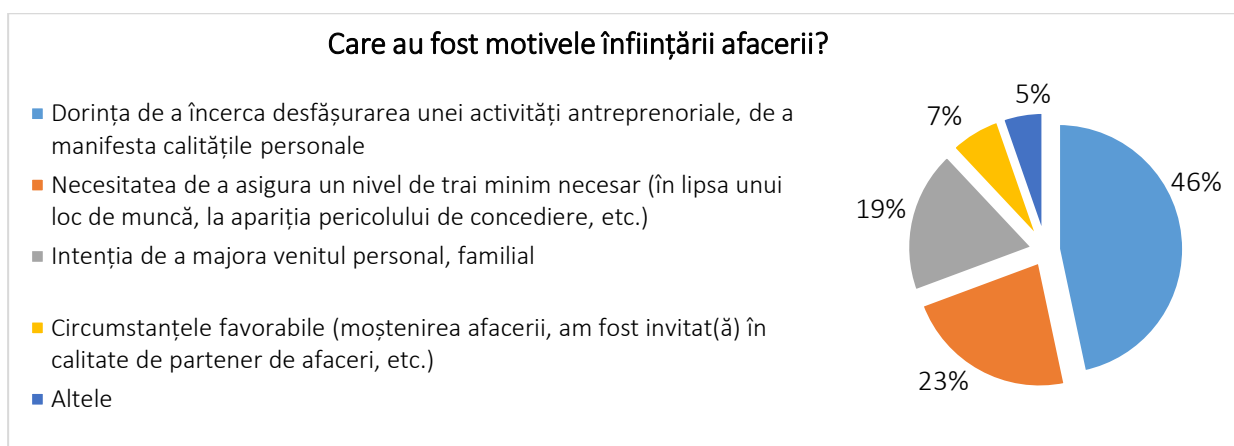 Care au fost motivele înființării afacerii?
Dorința de a încerca desfășurarea unei activități antreprenoriale, de a
manifesta calitățile personale
Necesitatea de a asigura un nivel de trai minim necesar (în lipsa unui
loc de muncă, la apariția pericolului de concediere, etc.)
Intenția de a majora venitul personal, familial
Circumstanțele favorabile (moștenirea afacerii, am fost invitat(ă) în
calitate de partener de afaceri, etc.)
Altele
46%
23%
19%
7%
5%